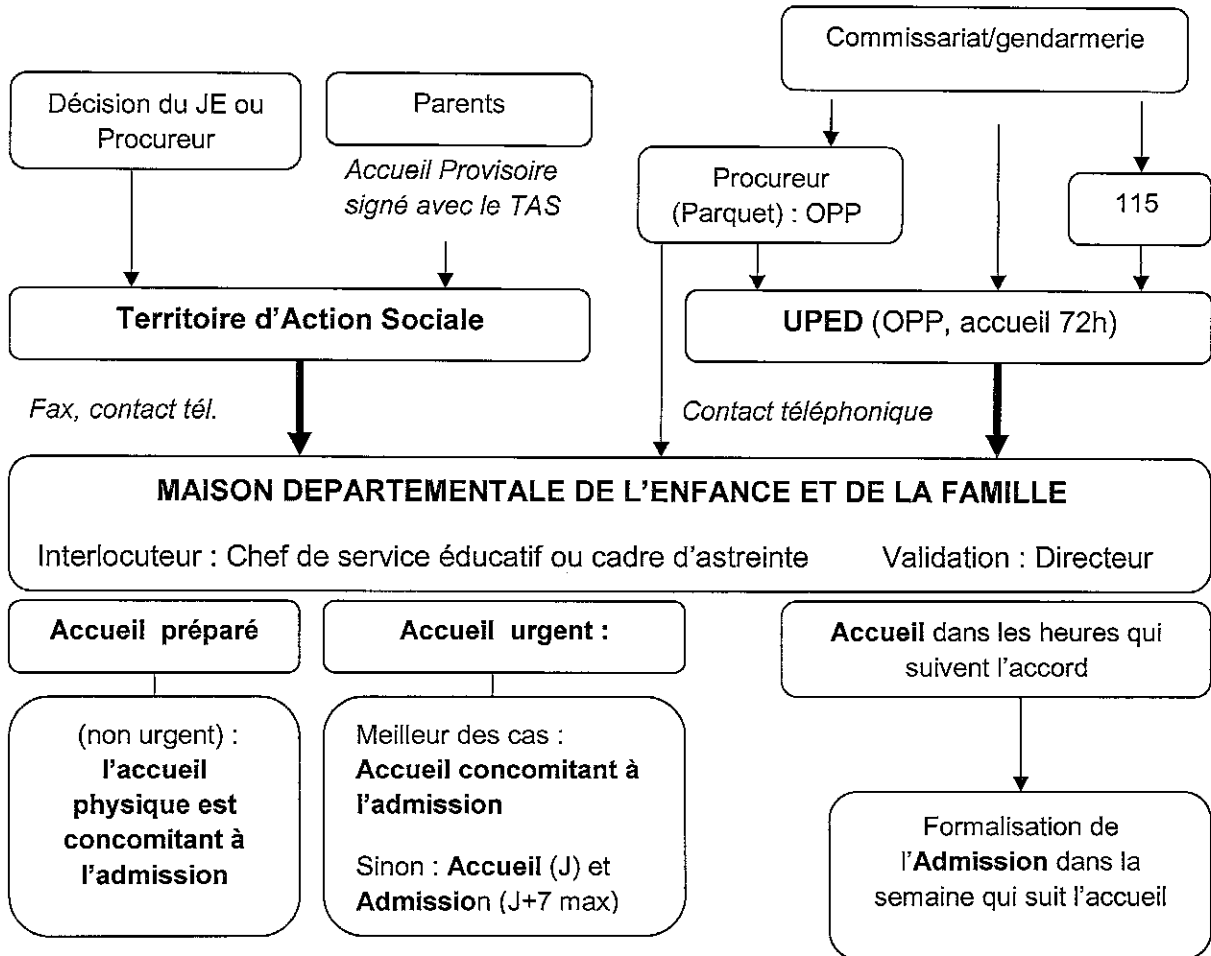 Commissariat/gendarmerie
Décision du JE ou
Procureur
Parents
Accueil Provisoire
signé avec le TAS
Procureur
(Parquet) : OPP
115
Territoire d'Action Sociale
UPED (OPP, accueil 72h)
Fax, contact tél.
Contact téléphonique
MAISON DEPARTEMENTALE DE L'ENFANCE ET DE LA FAMILLE
Interlocuteur : Chef de service éducatif ou cadre d'astreinte Validation : Directeur
Accueil préparé
(non urgent) :
l'accueil
physique est
concomitant à
l'admission
Accueil urgent :
Meilleur des cas :
Accueil concomitant à
l'admission
Sinon : Accueil (J) et
Admission (J+7 max)
Accueil dans les heures qui
suivent l'accord
Formalisation de
l'Admission dans la
semaine qui suit l'accueil